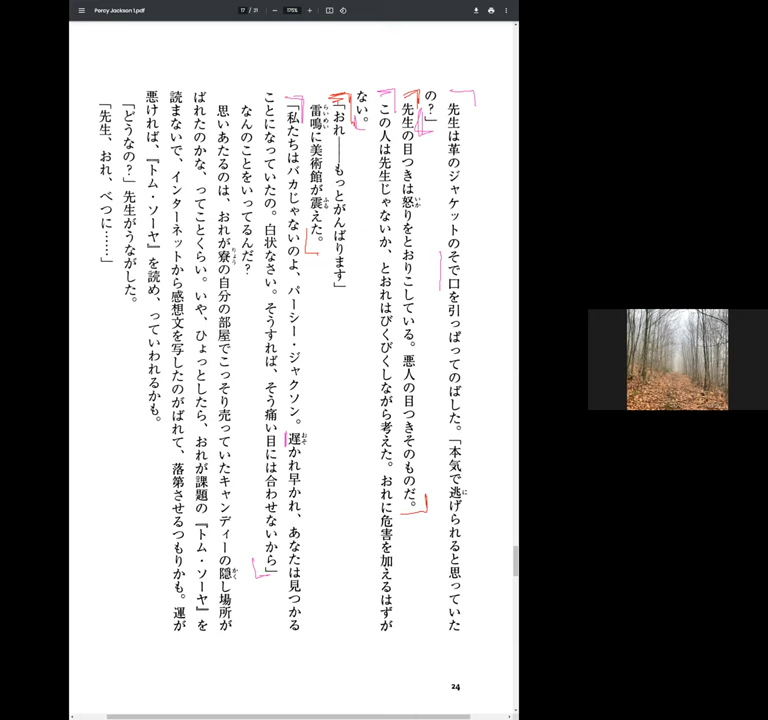 Percy Jackson 1.pdf
17 / 21
175%
先生は革のジャケットのそで口を引っぱってのばした。「本気で逃げられると思っていた
の？」
先生の目つきは怒りをとおりこしている。悪人の目つきそのものだ。
この人は先生じゃないか、とおれはびくびくしながら考えた。おれに危害を加えるはずが
ない。
「おれ――もっとがんばります」
雷鳴に美術館が震えた。
「私たちはバカじゃないのよ、パーシー・ジャクソン。遅かれ早かれ、あなたは見つかる
ことになっていたの。白状なさい。そうすれば、そう痛い目には合わせないから」
なんのことをいってるんだ？
思いあたるのは、おれが寮の自分の部屋でこっそり売っていたキャンディーの隠し場所が
ばれたのかな、ってことくらい。いや、ひょっとしたら、おれが課題の『トム・ソーヤ』を
読まないで、インターネットから感想文を写したのがばれて、落第させるつもりかも。運が
悪ければ、『トム・ソーヤ』を読め、っていわれるかも。
「どうなの？」先生がうながした。
「先生、おれ、べつに……」
24